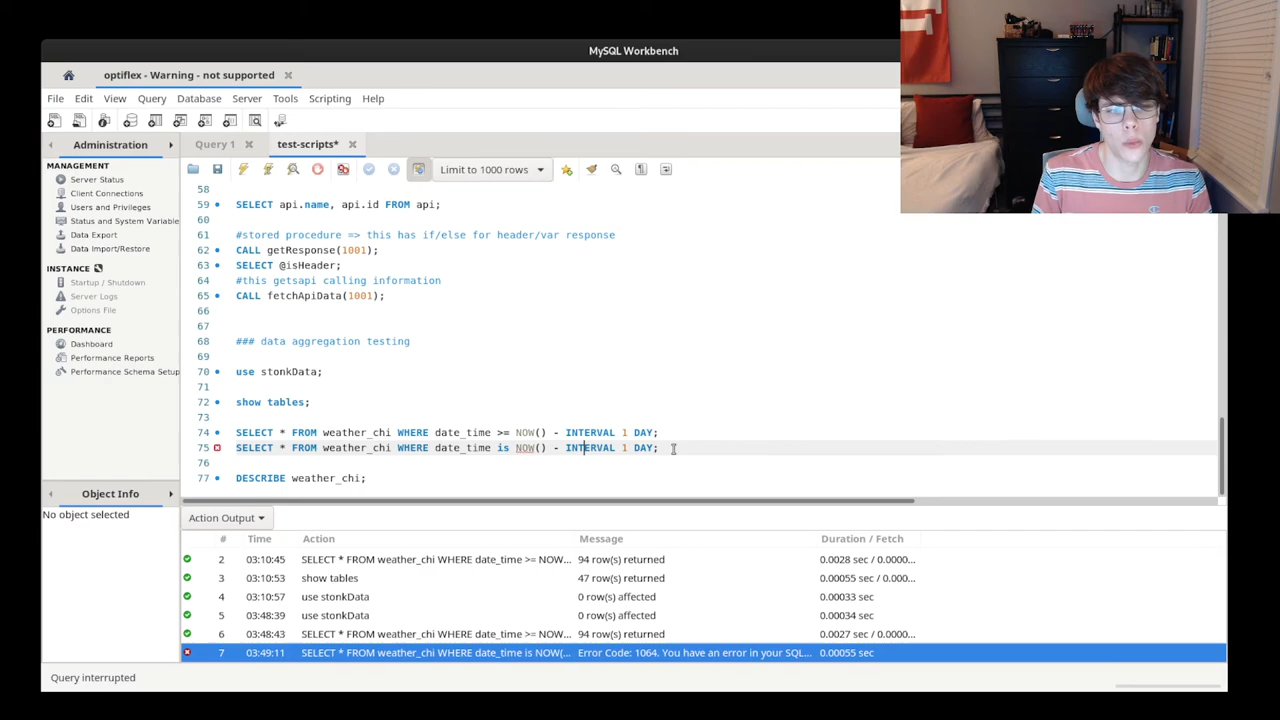 MySQL Workbench
optiflex - Warning - not supported
File Edit View Query Database Server Tools Scripting Help
Administration
Query 1
test-scripts*
MANAGEMENT
Server Status
Client Connections
Users and Privileges
Status and System Variable
Data Export
Data Import/Restore
INSTANCE
Startup / Shutdown
Server Logs
Options File
PERFORMANCE
Dashboard
Performance Reports
Performance Schema Setup
Object Info
No object selected
Limit to 1000 rows
58
59 SELECT api.name, api.id FROM api;
60
61 #stored procedure => this has if/else for header/var response
62 CALL getResponse(1001);
63 SELECT @isHeader;
64 #this getsapi calling information
65 CALL fetchApiData(1001);
66
67
68 ### data aggregation testing
69
70 use stonkData;
71
72 show tables;
73
74 SELECT * FROM weather_chi WHERE date_time >= NOW() - INTERVAL 1 DAY;
75 SELECT * FROM weather_chi WHERE date_time is NOW() - INTERVAL 1 DAY;
76
77 DESCRIBE weather_chi;
Action Output
# Time Action Message Duration / Fetch
2 03:10:45 SELECT * FROM weather_chi WHERE date_time >= NOW... 94 row(s) returned 0.0028 sec / 0.0000...
3 03:10:53 show tables 47 row(s) returned 0.00055 sec / 0.0000...
4 03:10:57 use stonkData 0 row(s) affected 0.00033 sec
5 03:48:39 use stonkData 0 row(s) affected 0.00034 sec
6 03:48:43 SELECT * FROM weather_chi WHERE date_time >= NOW... 94 row(s) returned 0.0027 sec / 0.0000...
7 03:49:11 SELECT * FROM weather_chi WHERE date_time is NOW(... Error Code: 1064. You have an error in your SQL... 0.00055 sec
Query interrupted